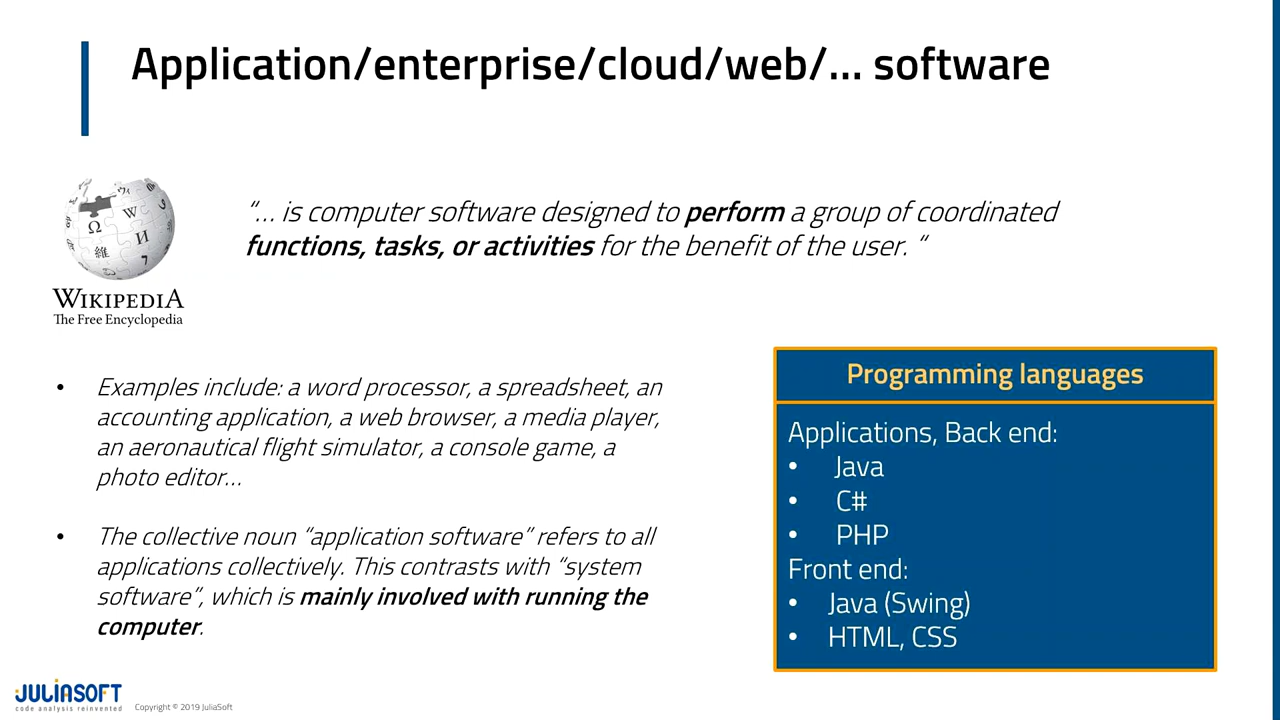 Application/enterprise/cloud/web/... software
W
Ω
И
維
7
WIKIPEDIA
The Free Encyclopedia
"... is computer software designed to perform a group of coordinated
functions, tasks, or activities for the benefit of the user. "
• Examples include: a word processor, a spreadsheet, an
accounting application, a web browser, a media player,
an aeronautical flight simulator, a console game, a
photo editor...
• The collective noun "application software" refers to all
applications collectively. This contrasts with "system
software", which is mainly involved with running the
computer.
Programming languages
Applications, Back end:
• Java
• C#
• PHP
Front end:
• Java (Swing)
• HTML, CSS
JULIASOFT
code analysis reinvented
Copyright © 2019 JuliaSoft